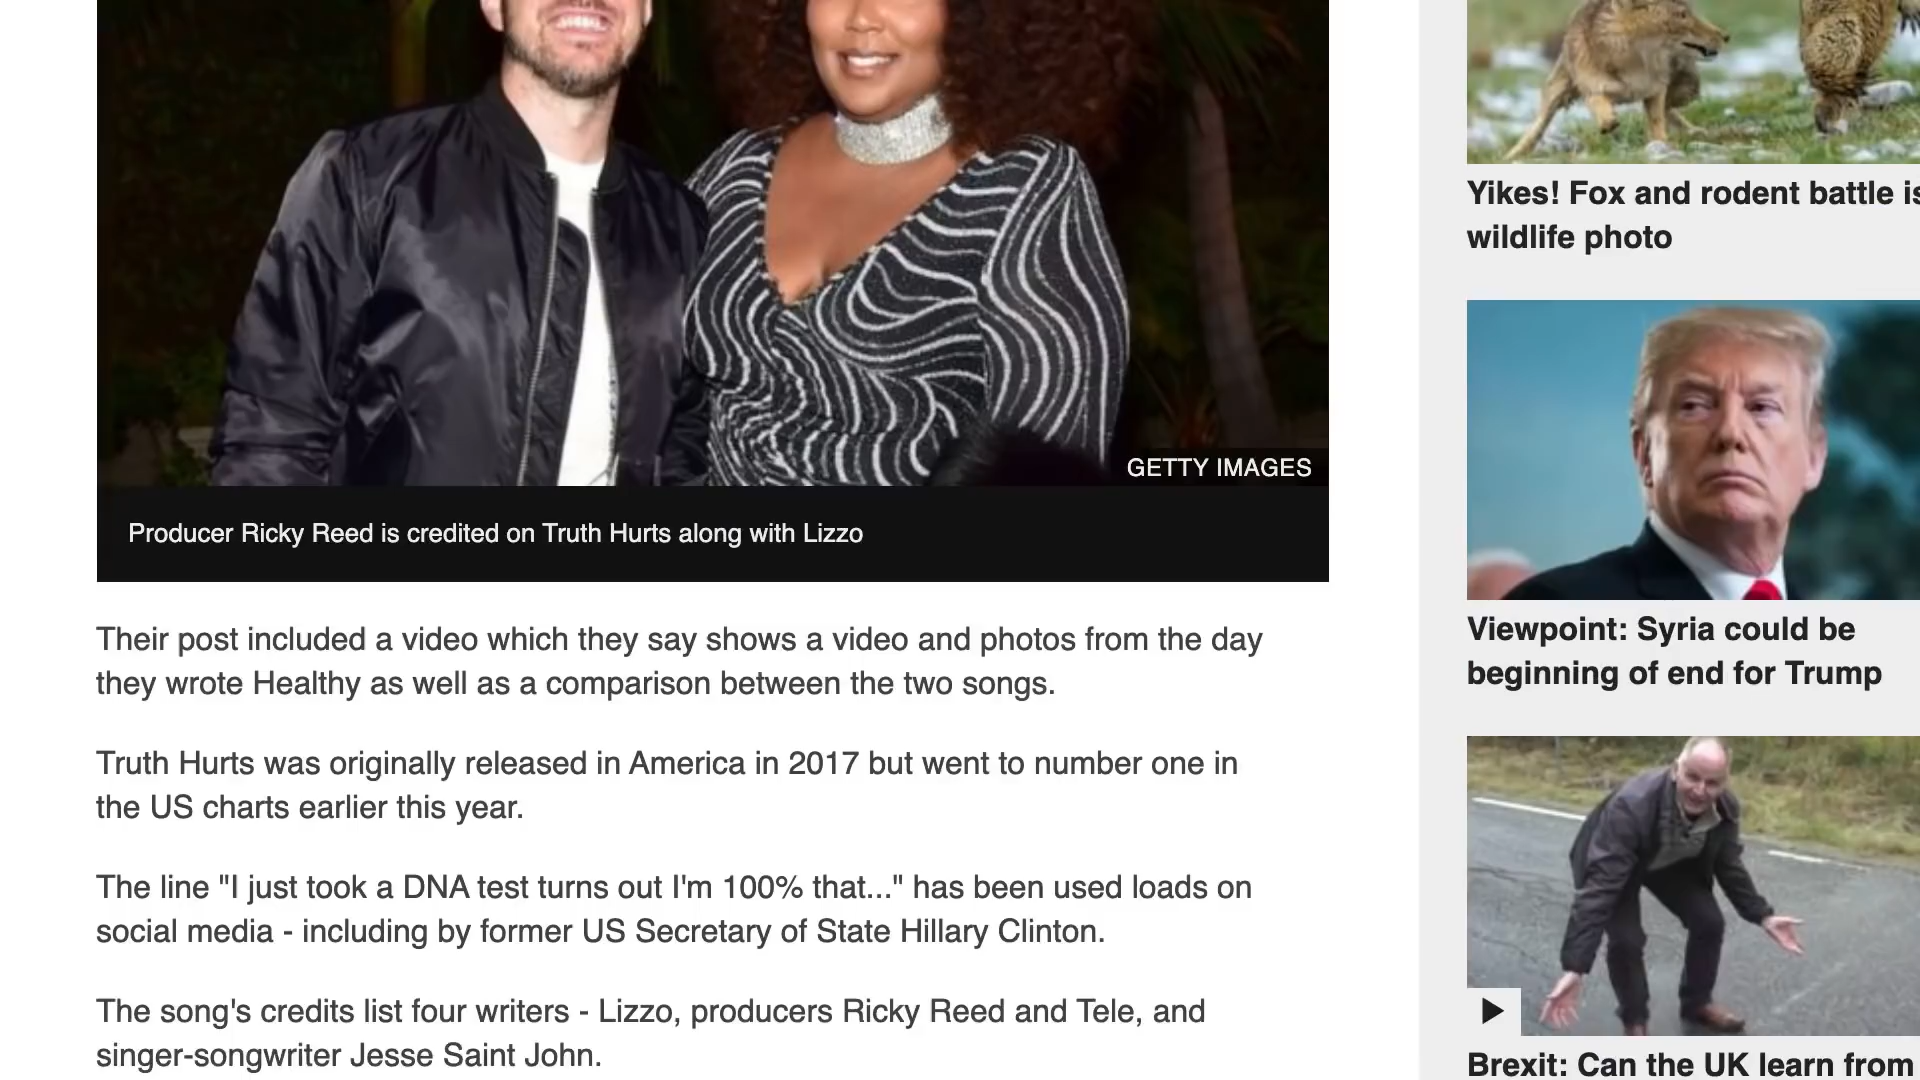 GETTY IMAGES
Producer Ricky Reed is credited on Truth Hurts along with Lizzo
Their post included a video which they say shows a video and photos from the day
they wrote Healthy as well as a comparison between the two songs.
Truth Hurts was originally released in America in 2017 but went to number one in
the US charts earlier this year.
The line "I just took a DNA test turns out I'm 100% that..." has been used loads on
social media - including by former US Secretary of State Hillary Clinton.
The song's credits list four writers - Lizzo, producers Ricky Reed and Tele, and
singer-songwriter Jesse Saint John.
Yikes! Fox and rodent battle is
wildlife photo
Viewpoint: Syria could be
beginning of end for Trump
Brexit: Can the UK learn from